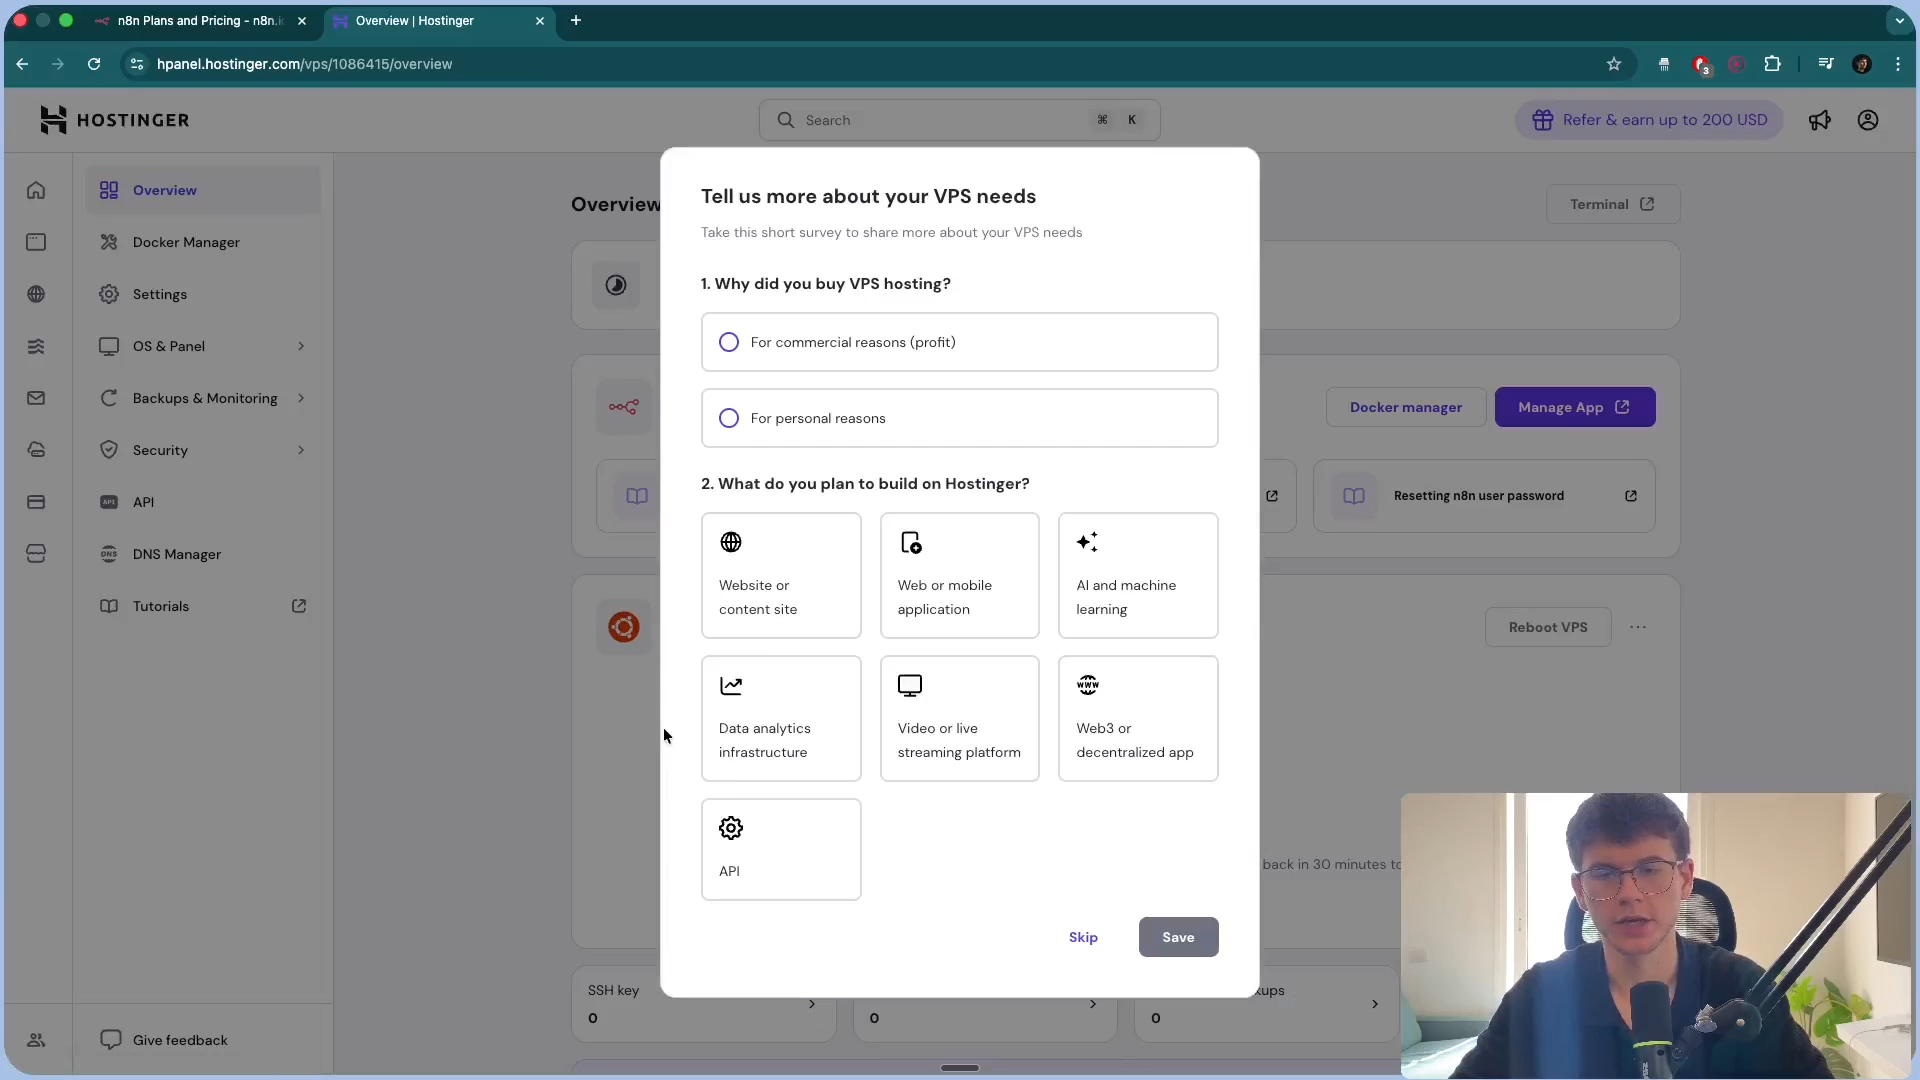 n8n Plans and Pricing - n8n.i
Overview | Hostinger
hpanel.hostinger.com/vps/1086415/overview
3
HOSTINGER
Search
⌘ K
Refer & earn up to 200 USD
Overview
Docker Manager
Settings
OS & Panel
Backups & Monitoring
Security
API
API
DNS
DNS Manager
Tutorials
Give feedback
Overview
Terminal
Docker manager
Manage App
Resetting n8n user password
Reboot VPS
back in 30 minutes to
SSH key
0
0
kups
0
Tell us more about your VPS needs
Take this short survey to share more about your VPS needs
1. Why did you buy VPS hosting?
For commercial reasons (profit)
For personal reasons
2. What do you plan to build on Hostinger?
Website or
content site
Web or mobile
application
AI and machine
learning
Data analytics
infrastructure
Video or live
streaming platform
WWW
Web3 or
decentralized app
API
Skip
Save